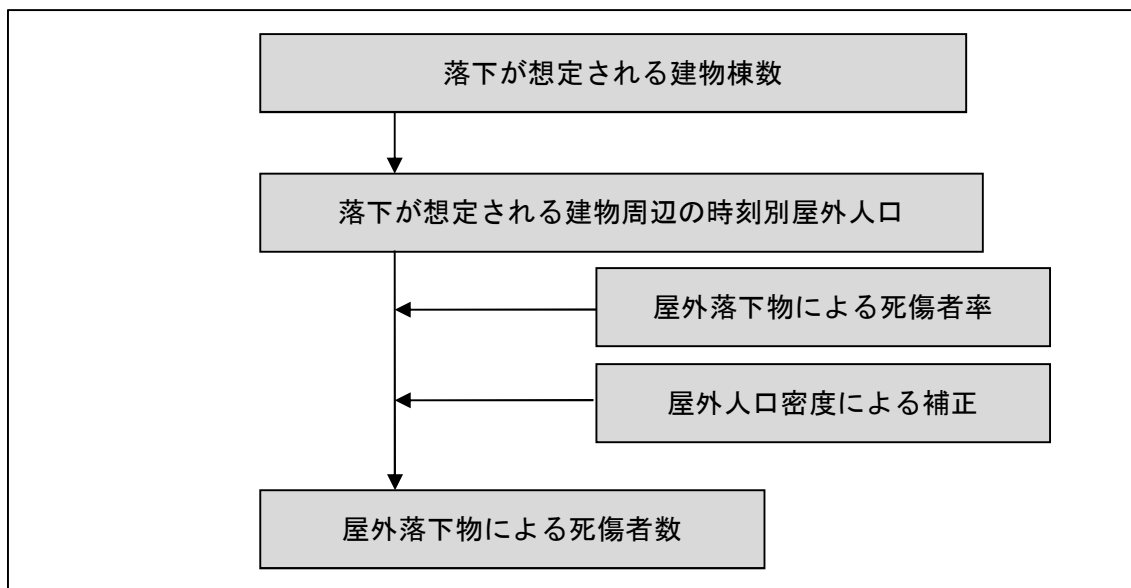 落下が想定される建物棟数
落下が想定される建物周辺の時刻別屋外人口
屋外落下物による死傷者率
屋外人口密度による補正
屋外落下物による死傷者数